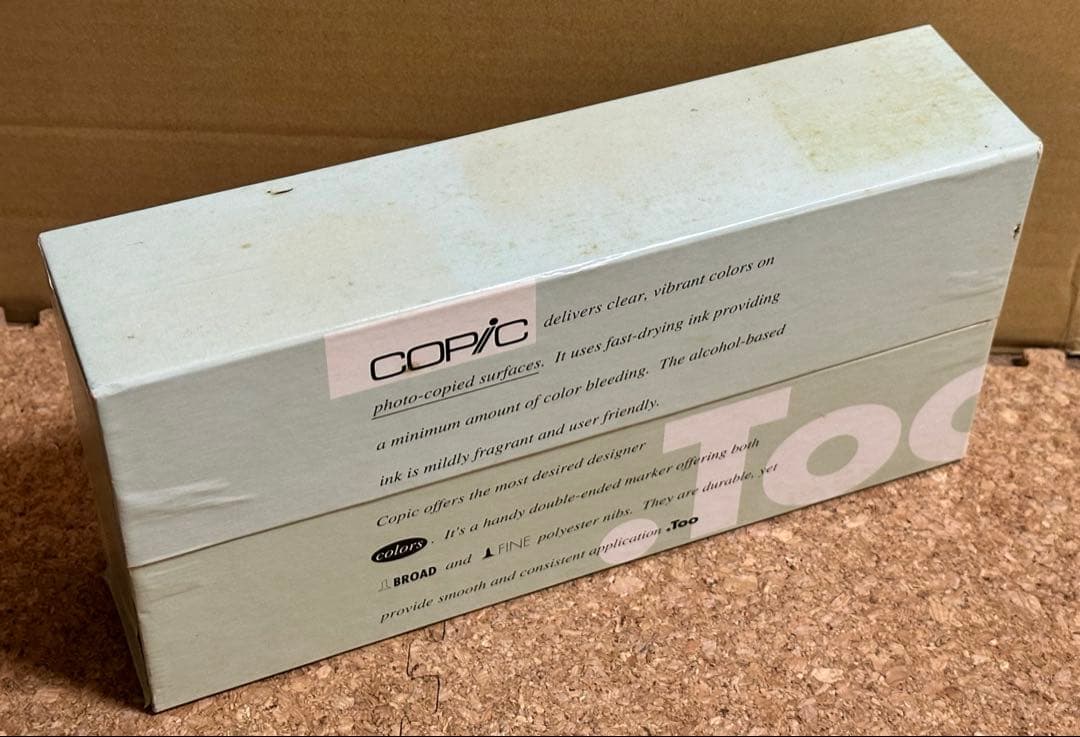 COPiC delivers clear, vibrant colors on
photo-copied surfaces. It uses fast-drying ink providing
a minimum amount of color bleeding. The alcohol-based
ink is mildly fragrant and user friendly.
Copic offers the most desired designer
colors. It's a handy double-ended marker offering both
BROAD and FINE polyester nibs. They are durable, yet
provide smooth and consistent application .Too
.Too